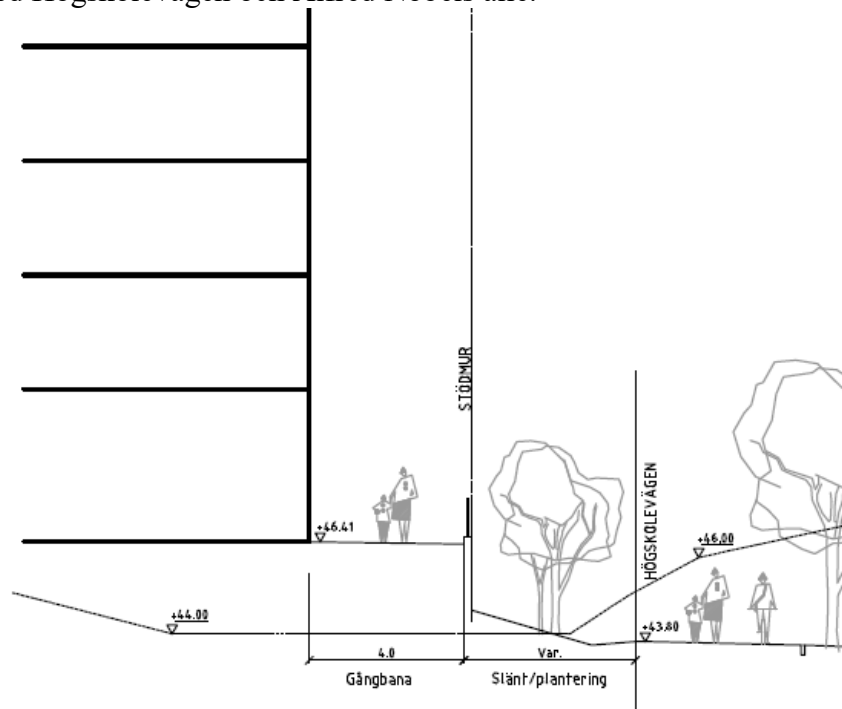 STÖDMUR
HÖGSKOLEVÄGEN
+46.41
+46.00
+44.00
+43.80
4.0
Var.
Gångbana
Slänt/plantering